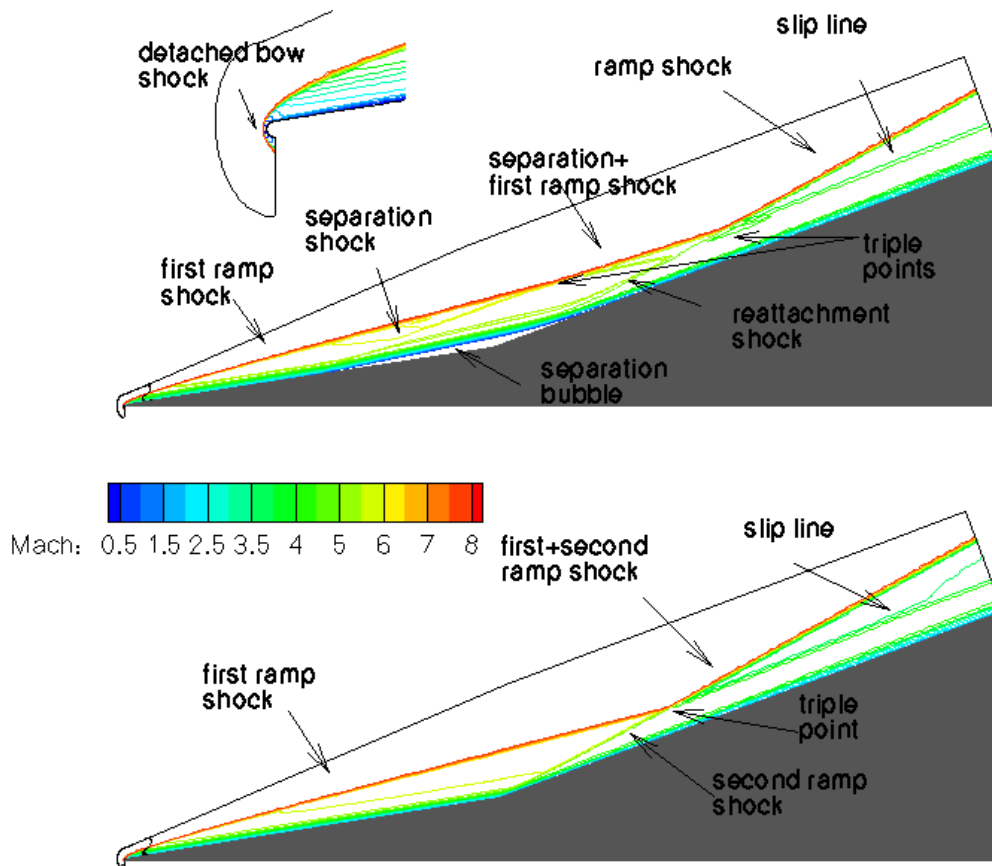 slip line
detached bow
shock
ramp shock
separation+
first ramp shock
separation
shock
first ramp
shock
triple
points
reattachment
shock
separation
bubble
Mach: 0.5 1.5 2.5 3.5 4 5 6 7 8
slip line
first+second
ramp shock
first ramp
shock
triple
point
second ramp
shock